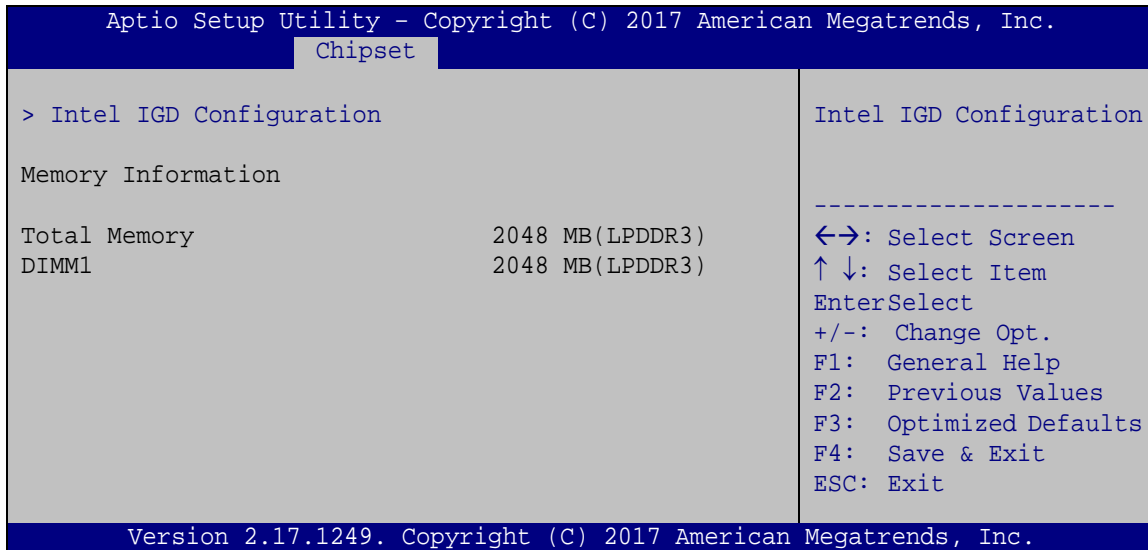 Aptio Setup Utility – Copyright (C) 2017 American Megatrends, Inc.
Chipset
> Intel IGD Configuration
Memory Information
Total Memory 2048 MB(LPDDR3)
DIMM1 2048 MB(LPDDR3)
Intel IGD Configuration
---------------------
←→: Select Screen
↑ ↓: Select Item
EnterSelect
+/-: Change Opt.
F1: General Help
F2: Previous Values
F3: Optimized Defaults
F4: Save & Exit
ESC: Exit
Version 2.17.1249. Copyright (C) 2017 American Megatrends, Inc.